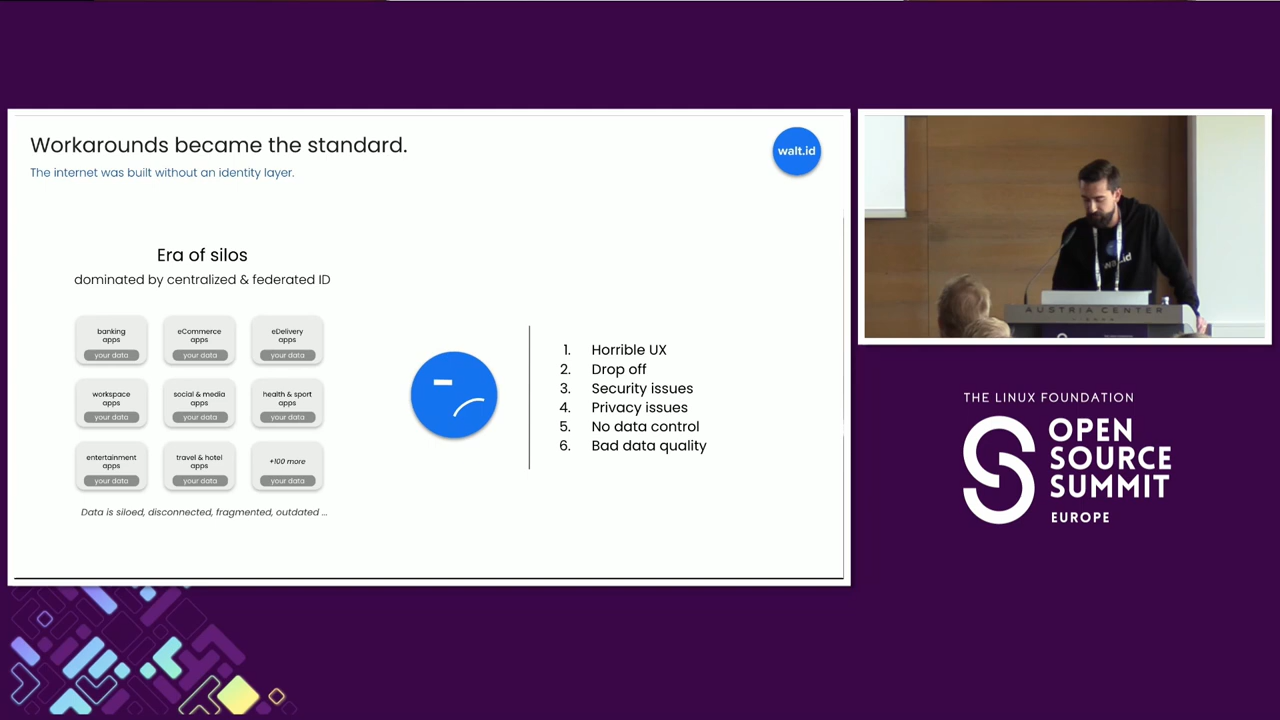 Workarounds became the standard.
The internet was built without an identity layer.
walt.id
Era of silos
dominated by centralized & federated ID
banking
apps
your data
eCommerce
apps
your data
eDelivery
apps
your data
workspace
apps
your data
social & media
apps
your data
health & sport
apps
your data
entertainment
apps
your data
travel & hotel
apps
your data
+100 more
your data
Data is siloed, disconnected, fragmented, outdated ...
1. Horrible UX
2. Drop off
3. Security issues
4. Privacy issues
5. No data control
6. Bad data quality
walt.id
AUSTRIA CENTER
THE LINUX FOUNDATION
OPEN
SOURCE
SUMMIT
EUROPE